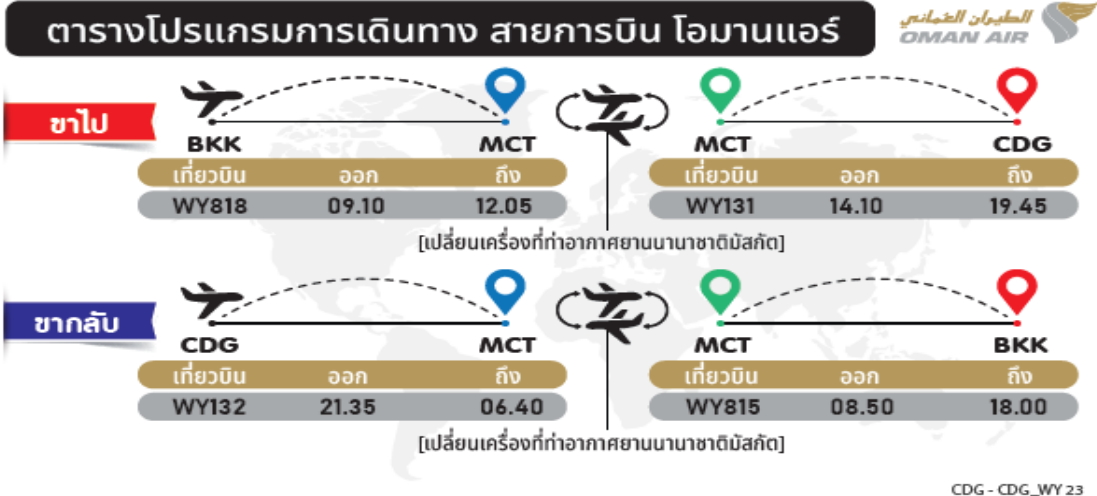 ตารางโปรแกรมการเดินทาง สายการบิน โอมานแอร์
الطيران العُماني
OMAN AIR
ขาไป
BKK MCT MCT CDG
เที่ยวบิน ออก ถึง เที่ยวบิน ออก ถึง
WY818 09.10 12.05 WY131 14.10 19.45
[เปลี่ยนเครื่องที่ท่าอากาศยานนานาชาติมัสกัต]
ขากลับ
CDG MCT MCT BKK
เที่ยวบิน ออก ถึง เที่ยวบิน ออก ถึง
WY132 21.35 06.40 WY815 08.50 18.00
[เปลี่ยนเครื่องที่ท่าอากาศยานนานาชาติมัสกัต]
CDG - CDG_WY 23